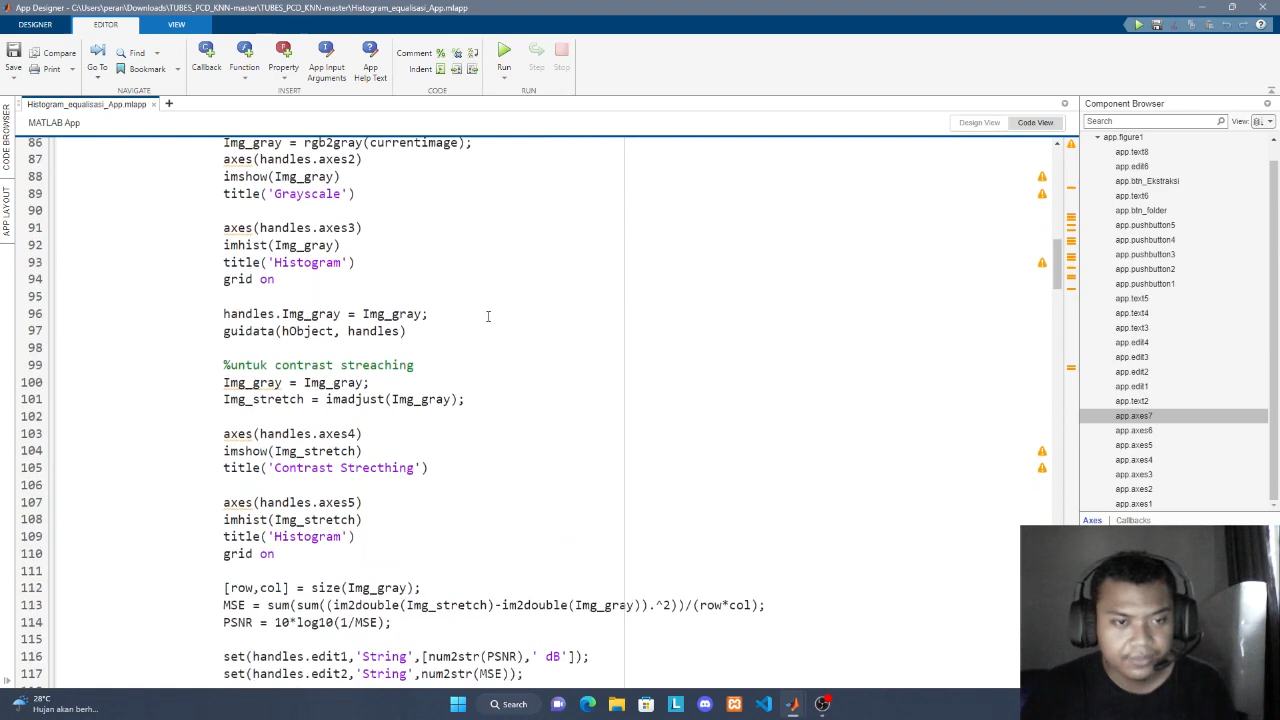 App Designer - C:\Users\peran\Downloads\TUBES_PCD_KNN-master\TUBES_PCD_KNN-master\Histogram_equalisasi_App.mlapp
DESIGNER
EDITOR
VIEW
Save
Compare
Print
Go To
Find
Bookmark
Callback
Function
Property
App Input
Arguments
App
Help Text
Comment
Indent
Run
Step
Stop
NAVIGATE
INSERT
CODE
RUN
Histogram_equalisasi_App.mlapp
MATLAB App
Design View
Code View
CODE BROWSER
APP LAYOUT
86 Img_gray = rgb2gray(currentimage);
87 axes(handles.axes2)
88 imshow(Img_gray)
89 title('Grayscale')
90
91 axes(handles.axes3)
92 imhist(Img_gray)
93 title('Histogram')
94 grid on
95
96 handles.Img_gray = Img_gray;
97 guidata(hObject, handles)
98
99 %untuk contrast streaching
100 Img_gray = Img_gray;
101 Img_stretch = imadjust(Img_gray);
102
103 axes(handles.axes4)
104 imshow(Img_stretch)
105 title('Contrast Strecthing')
106
107 axes(handles.axes5)
108 imhist(Img_stretch)
109 title('Histogram')
110 grid on
111
112 [row,col] = size(Img_gray);
113 MSE = sum(sum((im2double(Img_stretch)-im2double(Img_gray)).^2))/(row*col);
114 PSNR = 10*log10(1/MSE);
115
116 set(handles.edit1,'String',[num2str(PSNR),' dB']);
117 set(handles.edit2,'String',num2str(MSE));
Component Browser
Search
View:
app.figure1
app.text8
app.edit6
app.btn_Ekstraksi
app.text6
app.btn_folder
app.pushbutton5
app.pushbutton4
app.pushbutton3
app.pushbutton2
app.pushbutton1
app.text5
app.text4
app.text3
app.edit4
app.edit3
app.edit2
app.edit1
app.text2
app.axes7
app.axes6
app.axes5
app.axes4
app.axes3
app.axes2
app.axes1
Axes
Callbacks
28°C
Hujan akan berh...
Search